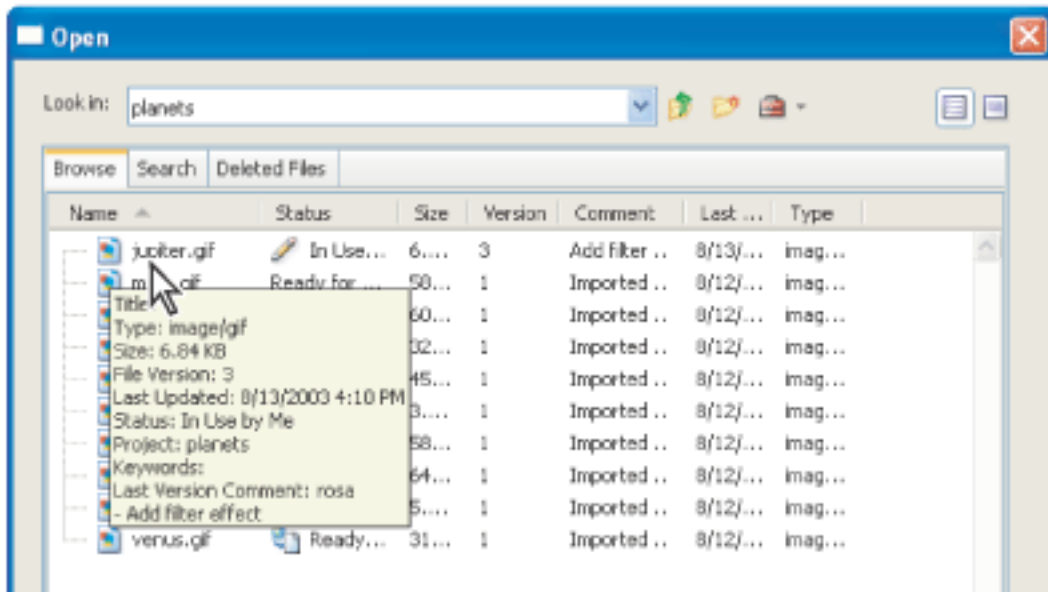 Open
Look in: planets
Browse Search Deleted Files
Name Status Size Version Comment Last ... Type
jupiter.gif In Use... 6.... 3 Add filter .. 8/13/... imag...
Ready for ... 58... 1 Imported .. 8/12/... imag...
60... 1 Imported .. 8/12/... imag...
32... 1 Imported .. 8/12/... imag...
45... 1 Imported .. 8/12/... imag...
3.... 1 Imported .. 8/12/... imag...
58... 1 Imported .. 8/12/... imag...
64... 1 Imported .. 8/12/... imag...
5.... 1 Imported .. 8/12/... imag...
venus.gif Ready... 31... 1 Imported .. 8/12/... imag...
Title
Type: image/gif
Size: 6.84 KB
File Version: 3
Last Updated: 8/13/2003 4:10 PM
Status: In Use by Me
Project: planets
Keywords:
Last Version Comment: rosa
- Add filter effect